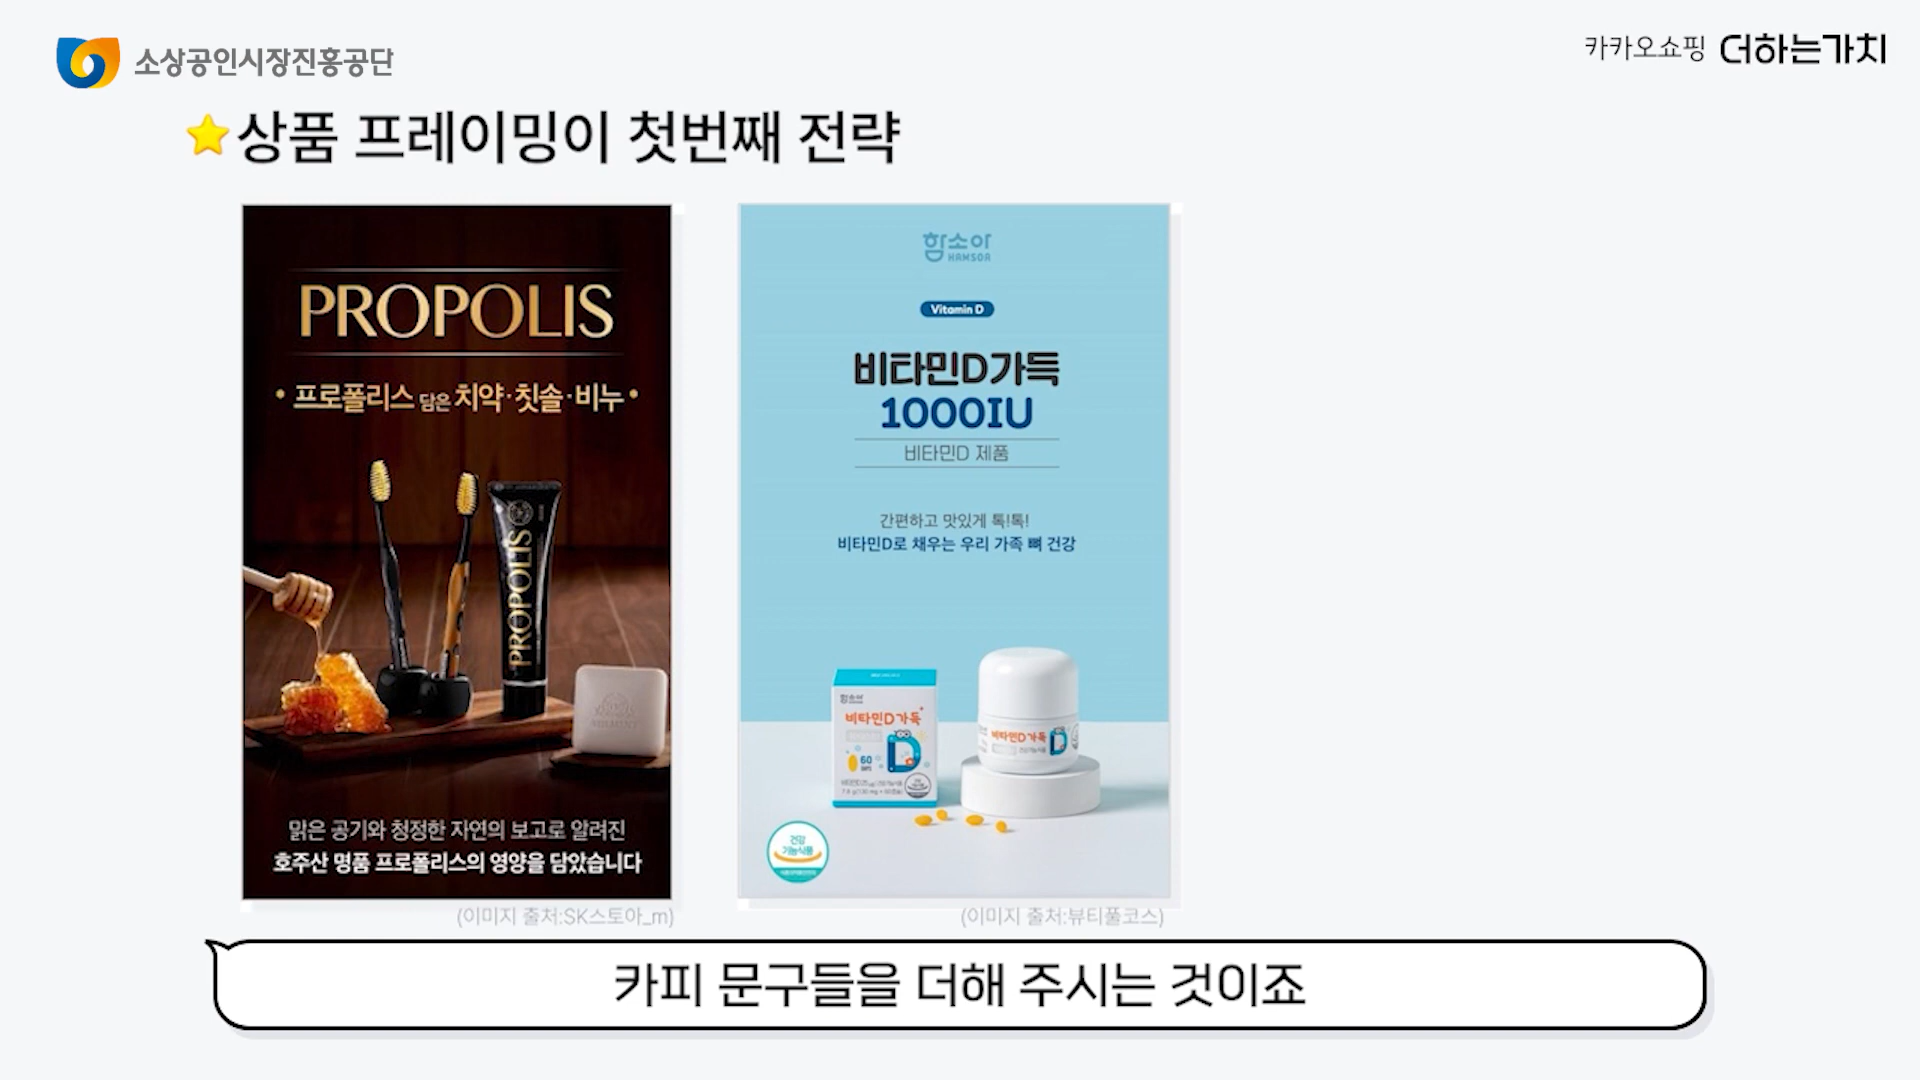 소상공인시장진흥공단
카카오쇼핑 더하는가치
상품 프레이밍이 첫번째 전략
PROPOLIS
• 프로폴리스 담은 치약·칫솔·비누 •
PROPOLIS
맑은 공기와 청정한 자연의 보고로 알려진
호주산 명품 프로폴리스의 영양을 담았습니다
(이미지 출처:SK스토아_m)
함소아
HAMSOA
Vitamin D
비타민D가득
1000IU
비타민D 제품
간편하고 맛있게 톡!톡!
비타민D로 채우는 우리 가족 뼈 건강
함소아
비타민D가득
D
60
비타민D가득
건강기능식품
D
건강
기능식품
(이미지 출처:뷰티풀코스)
카피 문구들을 더해 주시는 것이죠